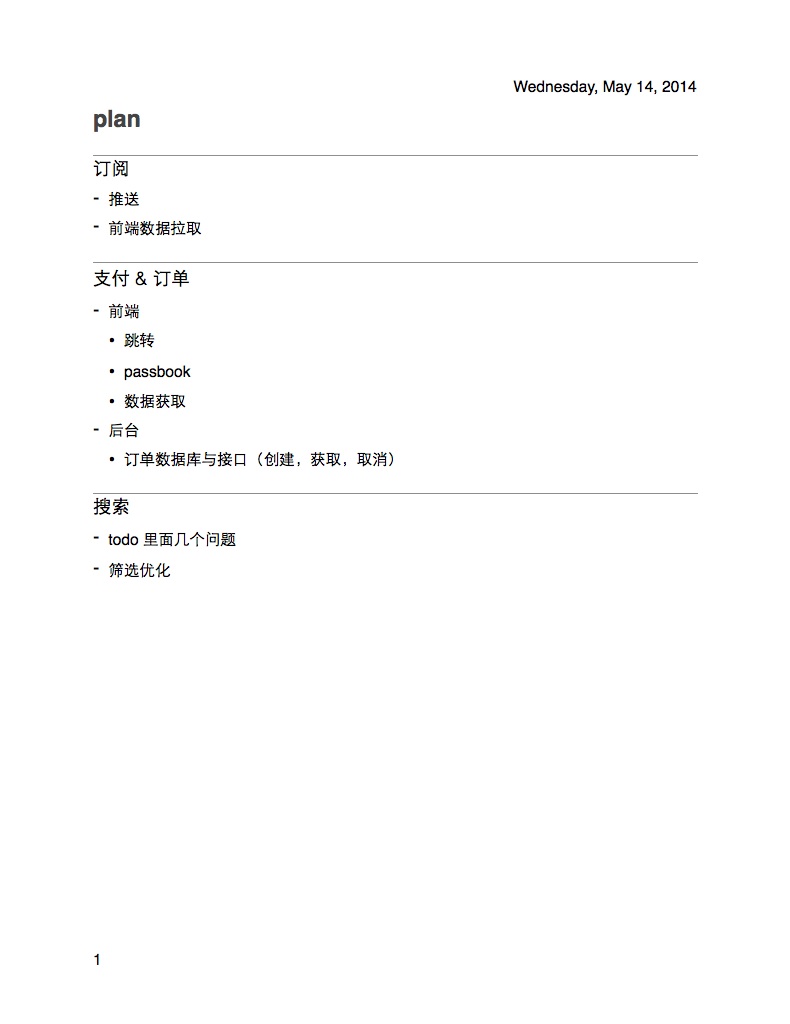 Wednesday, May 14, 2014
plan
订阅
- 推送
- 前端数据拉取
支付 & 订单
- 前端
• 跳转
• passbook
• 数据获取
- 后台
• 订单数据库与接口（创建，获取，取消）
搜索
- todo 里面几个问题
- 筛选优化
1